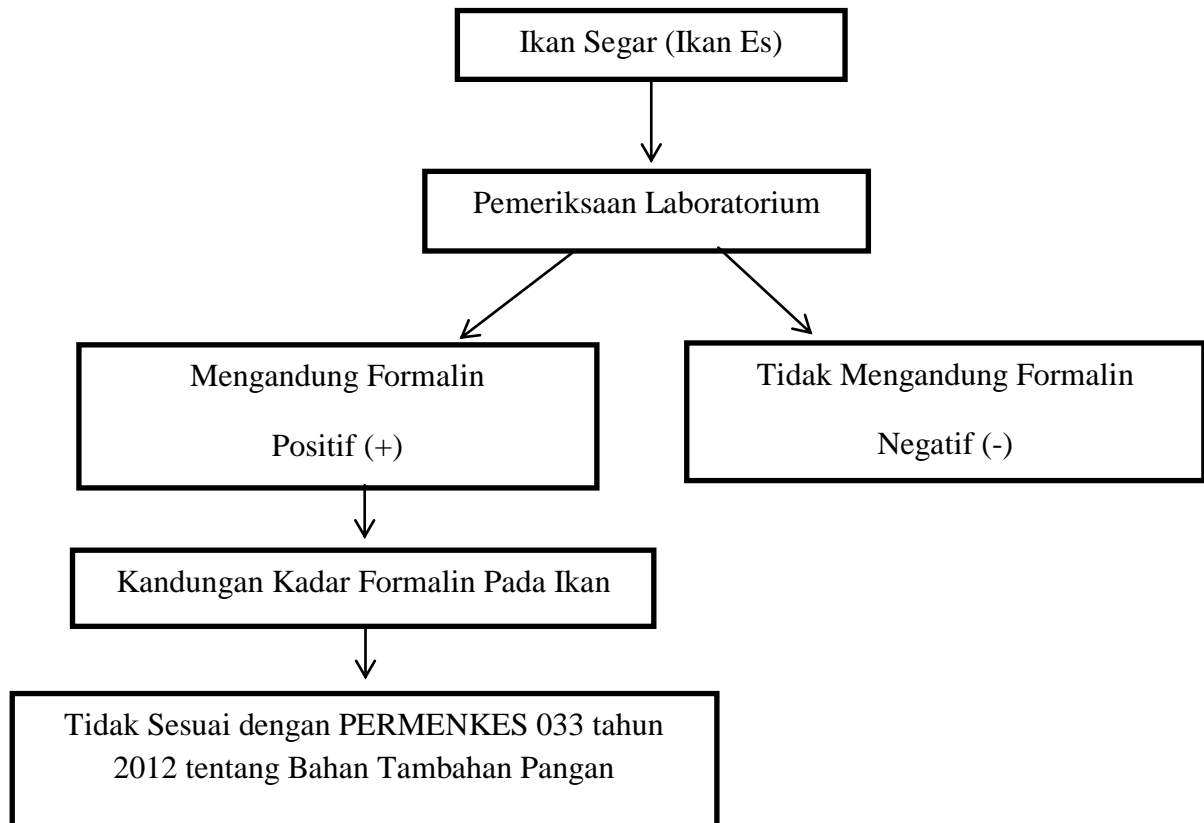 Ikan Segar (Ikan Es)
Pemeriksaan Laboratorium
Mengandung Formalin
Positif (+)
Tidak Mengandung Formalin
Negatif (-)
Kandungan Kadar Formalin Pada Ikan
Tidak Sesuai dengan PERMENKES 033 tahun
2012 tentang Bahan Tambahan Pangan